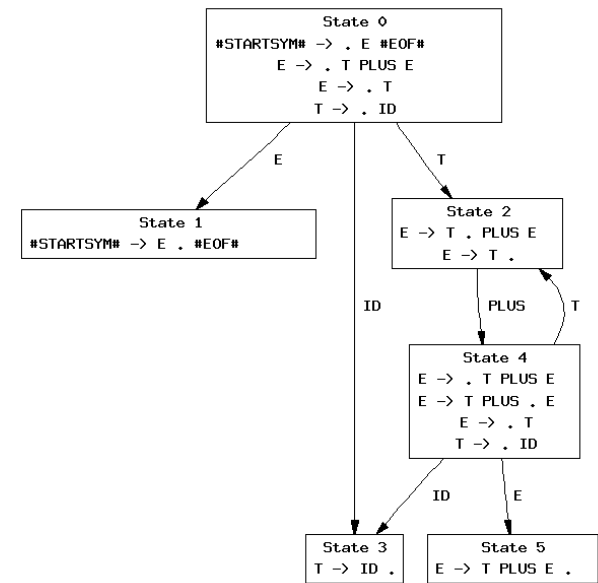 State 0
#STARTSYM# -> . E #EOF#
E -> . T PLUS E
E -> . T
T -> . ID
E
T
State 1
#STARTSYM# -> E . #EOF#
State 2
E -> T . PLUS E
E -> T .
ID
PLUS
T
State 4
E -> . T PLUS E
E -> T PLUS . E
E -> . T
T -> . ID
ID
E
State 3
T -> ID .
State 5
E -> T PLUS E .